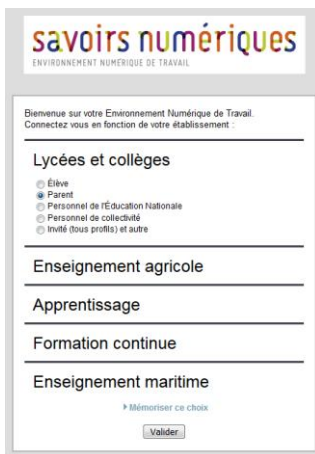 savoirs numériques
ENVIRONNEMENT NUMÉRIQUE DE TRAVAIL
Bienvenue sur votre Environnement Numérique de Travail.
Connectez vous en fonction de votre établissement :
Lycées et collèges
Élève
Parent
Personnel de l'Éducation Nationale
Personnel de collectivité
Invité (tous profils) et autre
Enseignement agricole
Apprentissage
Formation continue
Enseignement maritime
Mémoriser ce choix
Valider